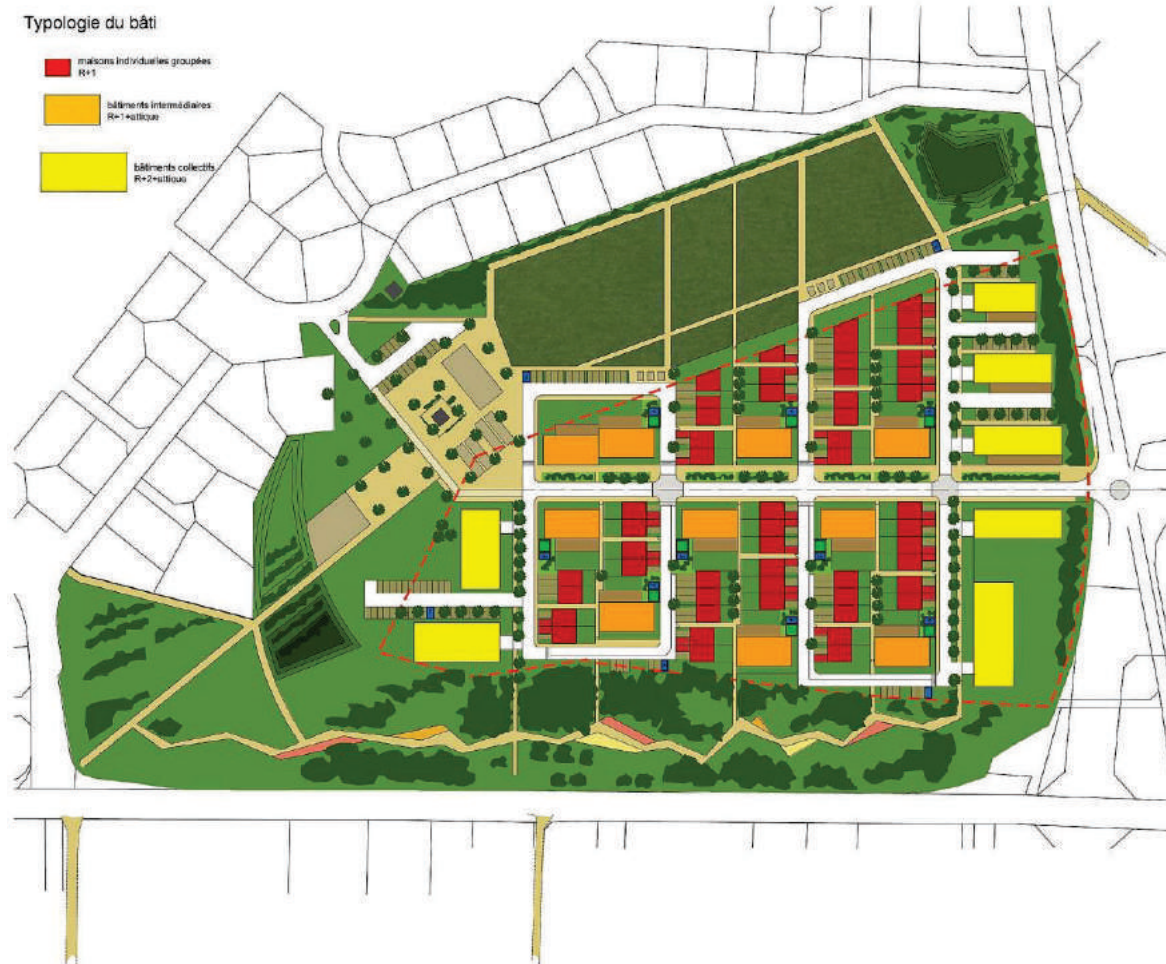 Typologie du bâti
maisons individuelles groupées
R+1
bâtiments intermédiaires
R+1+attique
bâtiments collectifs
R+2+attique